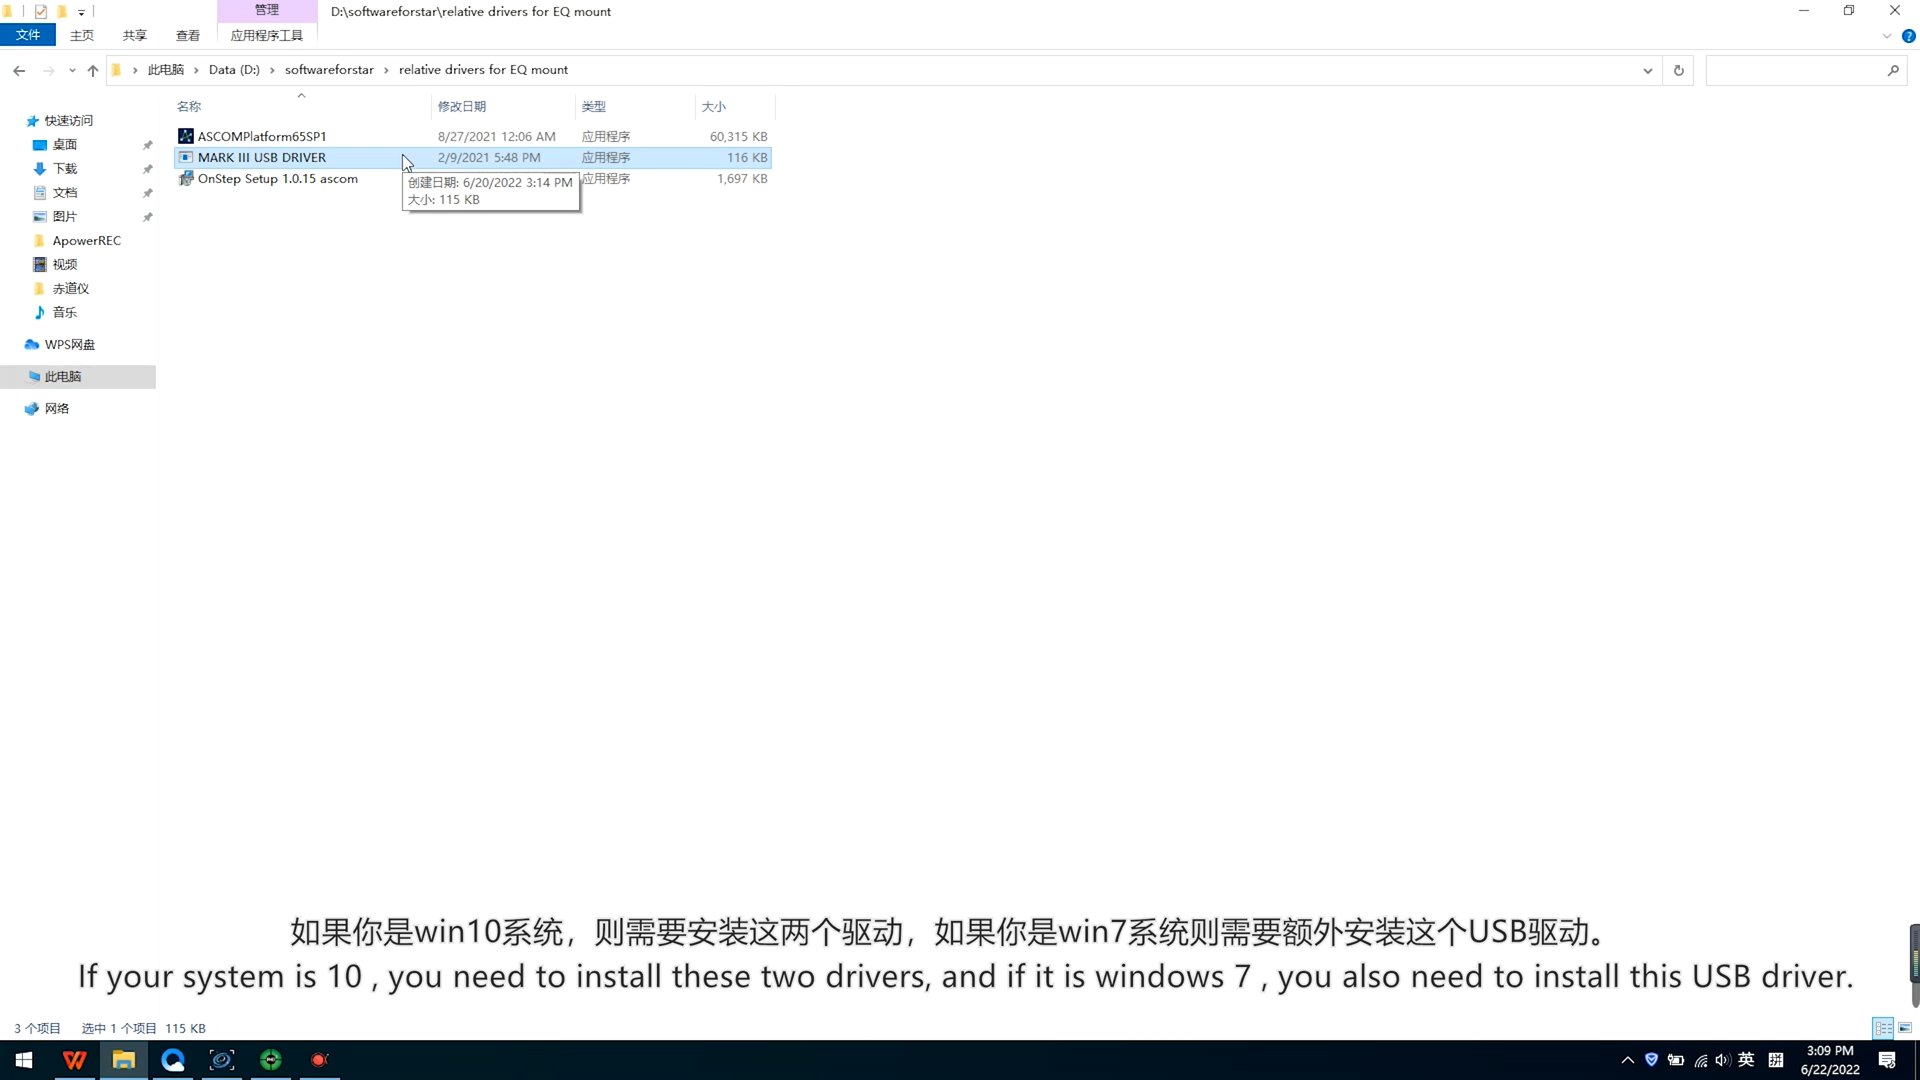 管理
D:\softwareforstar\relative drivers for EQ mount
文件 主页 共享 查看 应用程序工具
此电脑 › Data (D:) › softwareforstar › relative drivers for EQ mount
名称 修改日期 类型 大小
ASCOMPlatform65SP1 8/27/2021 12:06 AM 应用程序 60,315 KB
MARK III USB DRIVER 2/9/2021 5:48 PM 应用程序 116 KB
OnStep Setup 1.0.15 ascom 应用程序 1,697 KB
创建日期: 6/20/2022 3:14 PM
大小: 115 KB
快速访问
桌面
下载
文档
图片
ApowerREC
视频
赤道仪
音乐
WPS网盘
此电脑
网络
如果你是win10系统，则需要安装这两个驱动，如果你是win7系统则需要额外安装这个USB驱动。
If your system is 10 , you need to install these two drivers, and if it is windows 7 , you also need to install this USB driver.
3 个项目 选中 1 个项目 115 KB
英 拼 3:09 PM
6/22/2022